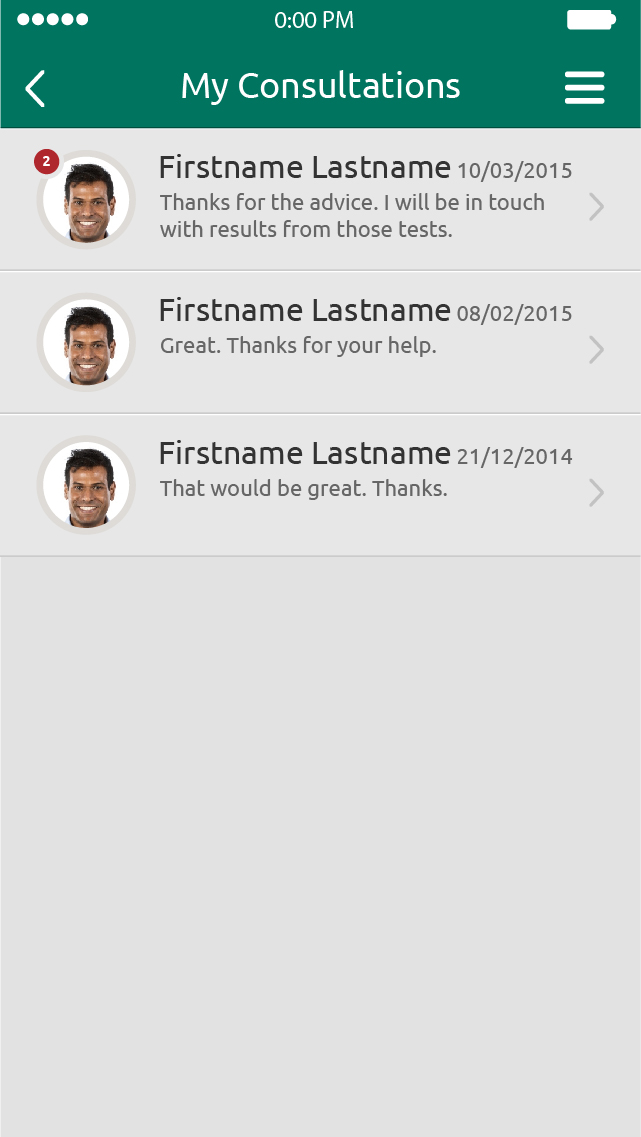 0:00 PM
My Consultations
2
Firstname Lastname 10/03/2015
Thanks for the advice. I will be in touch
with results from those tests.
Firstname Lastname 08/02/2015
Great. Thanks for your help.
Firstname Lastname 21/12/2014
That would be great. Thanks.